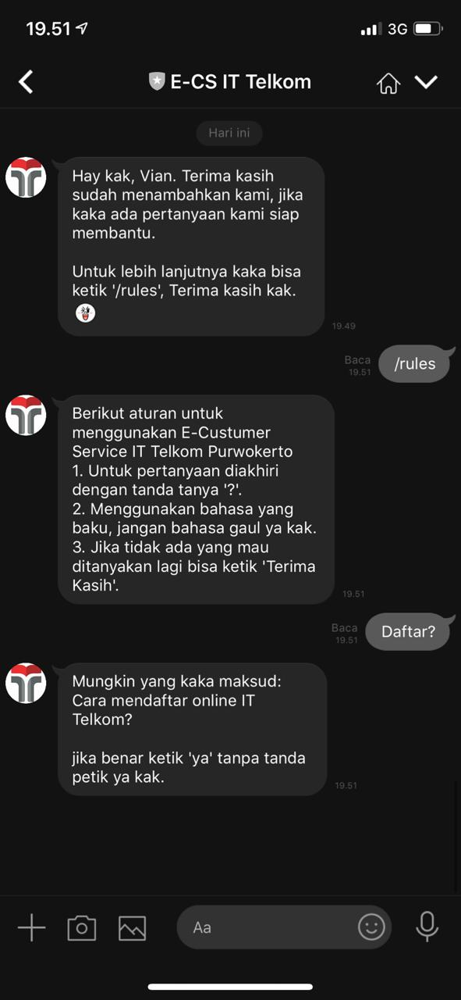 19.51
3G
E-CS IT Telkom
Hari ini
Hay kak, Vian. Terima kasih
sudah menambahkan kami, jika
kaka ada pertanyaan kami siap
membantu.
Untuk lebih lanjutnya kaka bisa
ketik '/rules', Terima kasih kak.
19.49
Baca
19.51
/rules
Berikut aturan untuk
menggunakan E-Custumer
Service IT Telkom Purwokerto
1. Untuk pertanyaan diakhiri
dengan tanda tanya '?'.
2. Menggunakan bahasa yang
baku, jangan bahasa gaul ya kak.
3. Jika tidak ada yang mau
ditanyakan lagi bisa ketik 'Terima
Kasih'.
19.51
Baca
19.51
Daftar?
Mungkin yang kaka maksud:
Cara mendaftar online IT
Telkom?
jika benar ketik 'ya' tanpa tanda
petik ya kak.
19.51
Aa